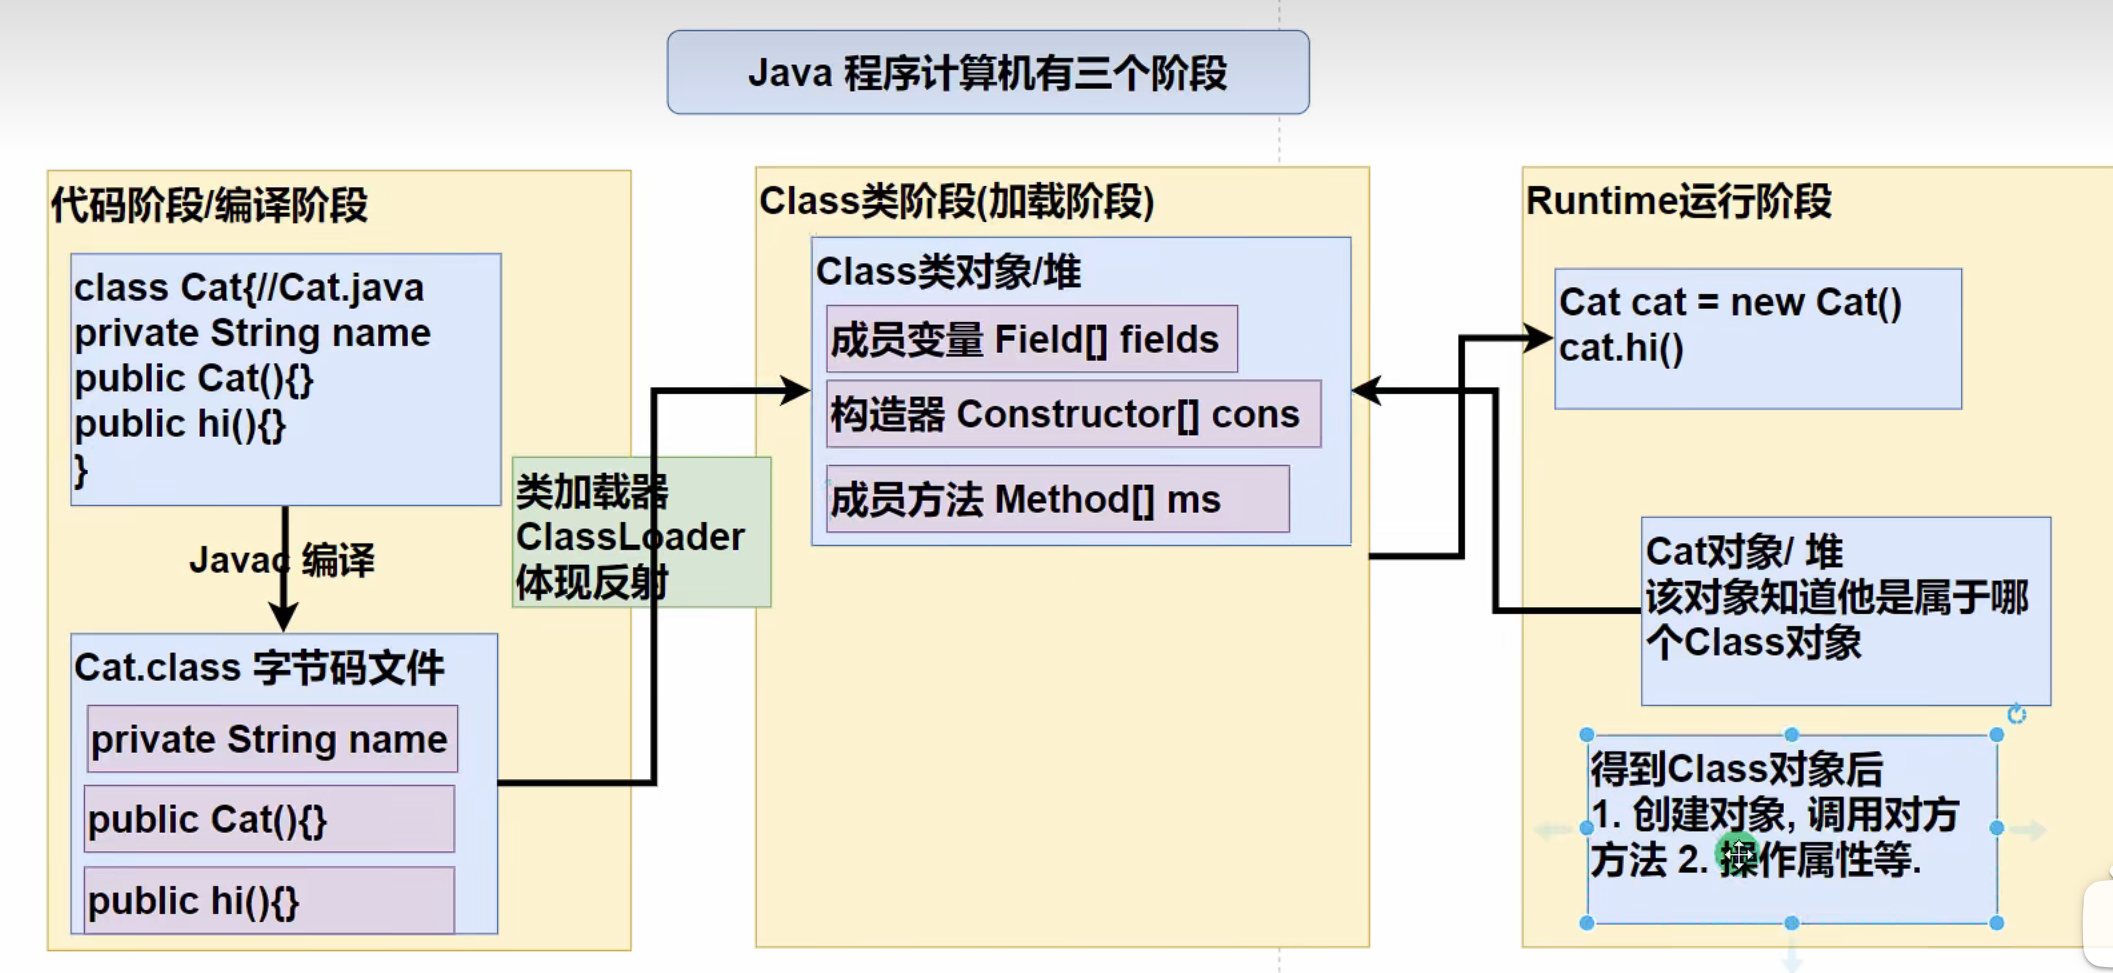 Java 程序计算机有三个阶段
代码阶段/编译阶段
class Cat{//Cat.java
private String name
public Cat(){}
public hi(){}
}
Javac 编译
Cat.class 字节码文件
private String name
public Cat(){}
public hi(){}
类加载器
ClassLoader
体现反射
Class类阶段(加载阶段)
Class类对象/堆
成员变量 Field[] fields
构造器 Constructor[] cons
成员方法 Method[] ms
Runtime运行阶段
Cat cat = new Cat()
cat.hi()
Cat对象/ 堆
该对象知道他是属于哪
个Class对象
得到Class对象后
1. 创建对象, 调用对方
方法 2. 操作属性等.